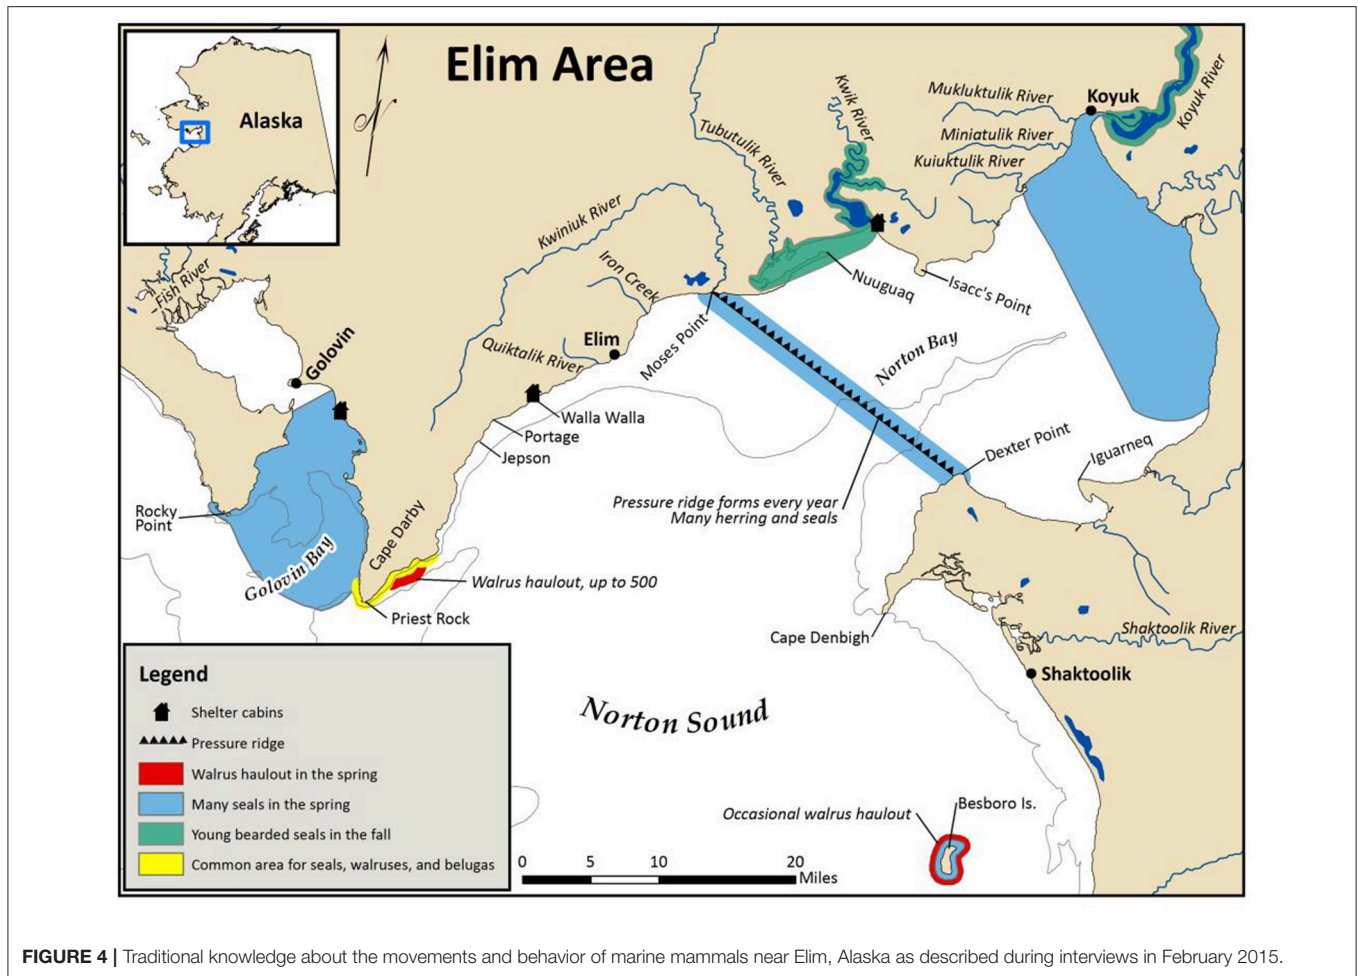 Elim Area
Alaska
N
Mukluktulik River
Koyuk
Koyuk River
Miniatulik River
Kuiuktulik River
Kwik River
Tubutulik River
Kwiniuk River
Iron Creek
Fish River
Nuuguaq
Isacc's Point
Moses Point
Norton Bay
Golovin
Quiktalik River
Elim
Walla Walla
Portage
Jepson
Dexter Point
Iguarneq
Pressure ridge forms every year
Many herring and seals
Rocky
Point
Golovin Bay
Cape Darby
Walrus haulout, up to 500
Priest Rock
Cape Denbigh
Shaktoolik River
Shaktoolik
Norton Sound
Occasional walrus haulout
Besboro Is.
Legend
Shelter cabins
Pressure ridge
Walrus haulout in the spring
Many seals in the spring
Young bearded seals in the fall
Common area for seals, walruses, and belugas
0 5 10 20
Miles
FIGURE 4 | Traditional knowledge about the movements and behavior of marine mammals near Elim, Alaska as described during interviews in February 2015.